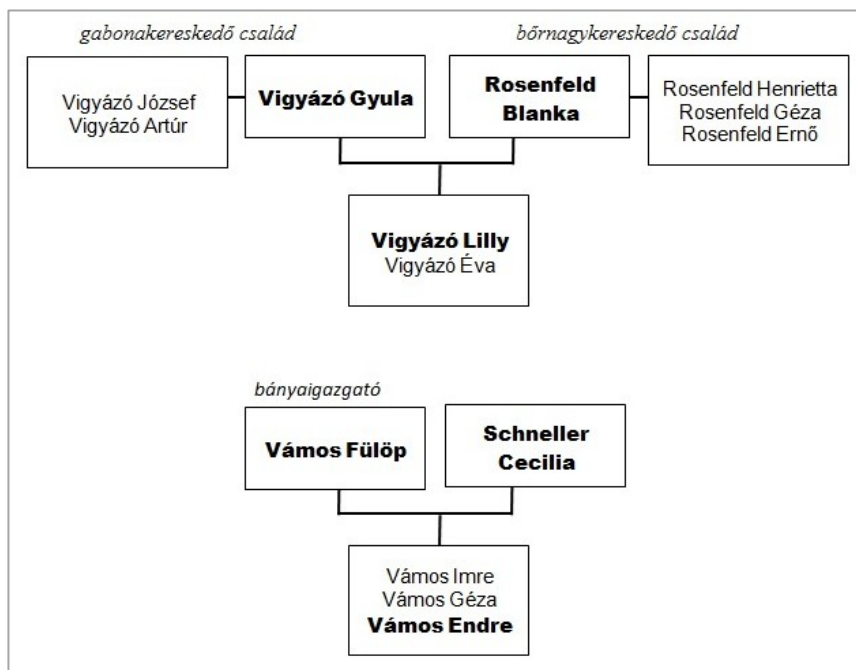 gabonakereskedő család
bőrnagykereskedő család
Vigyázó József
Vigyázó Artúr
Vigyázó Gyula
Rosenfeld
Blanka
Rosenfeld Henrietta
Rosenfeld Géza
Rosenfeld Ernő
Vigyázó Lilly
Vigyázó Éva
bányaigazgató
Vámos Fülöp
Schneller
Cecilia
Vámos Imre
Vámos Géza
Vámos Endre